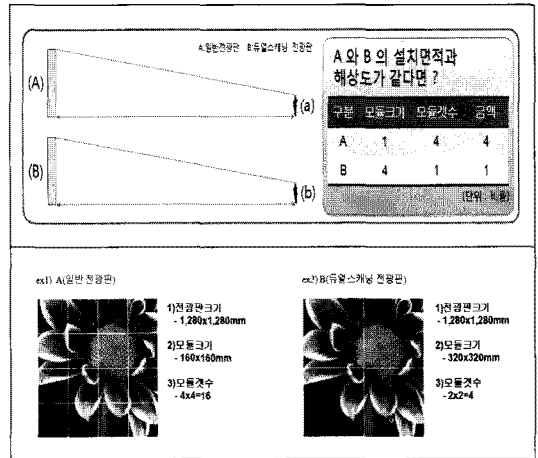 A:일반전광판 B:듀얼스캐닝 전광판
(A)
(a)
(B)
(b)
A 와 B 의 설치면적과
해상도가 같다면 ?
구분 모듈크기 모듈갯수 금액
A 1 4 4
B 4 1 1
(단위 : 비율)
ex1) A(일반 전광판)
1)전광판크기
- 1,280x1,280mm
2)모듈크기
- 160x160mm
3)모듈갯수
- 4x4=16
ex2) B(듀얼스캐닝 전광판)
1)전광판크기
- 1,280x1,280mm
2)모듈크기
- 320x320mm
3)모듈갯수
- 2x2=4